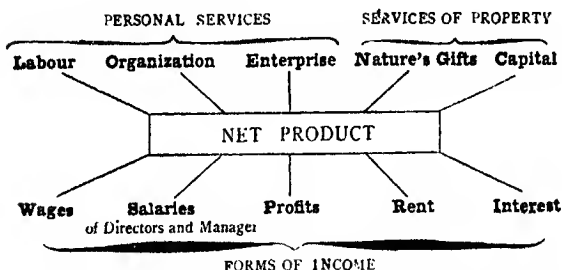 PERSONAL SERVICES SERVICES OF PROPERTY
Labour Organization Enterprise Nature's Gifts Capital
NET PRODUCT
Wages Salaries Profits Rent Interest
of Directors and Manager
FORMS OF INCOME